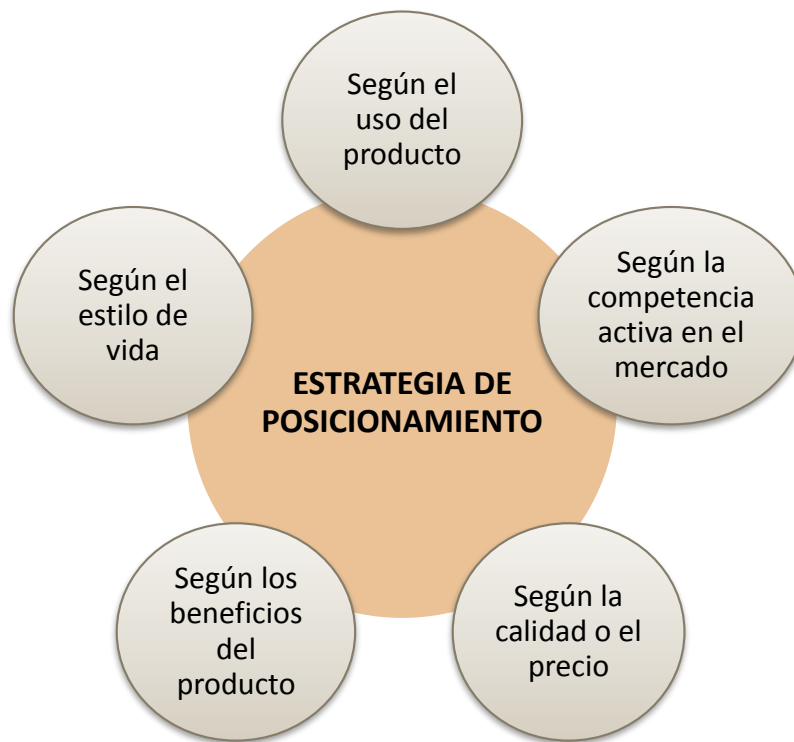 Según el
uso del
producto
Según la
competencia
activa en el
mercado
Según la
calidad o el
precio
Según los
beneficios
del
producto
Según el
estilo de
vida
ESTRATEGIA DE
POSICIONAMIENTO